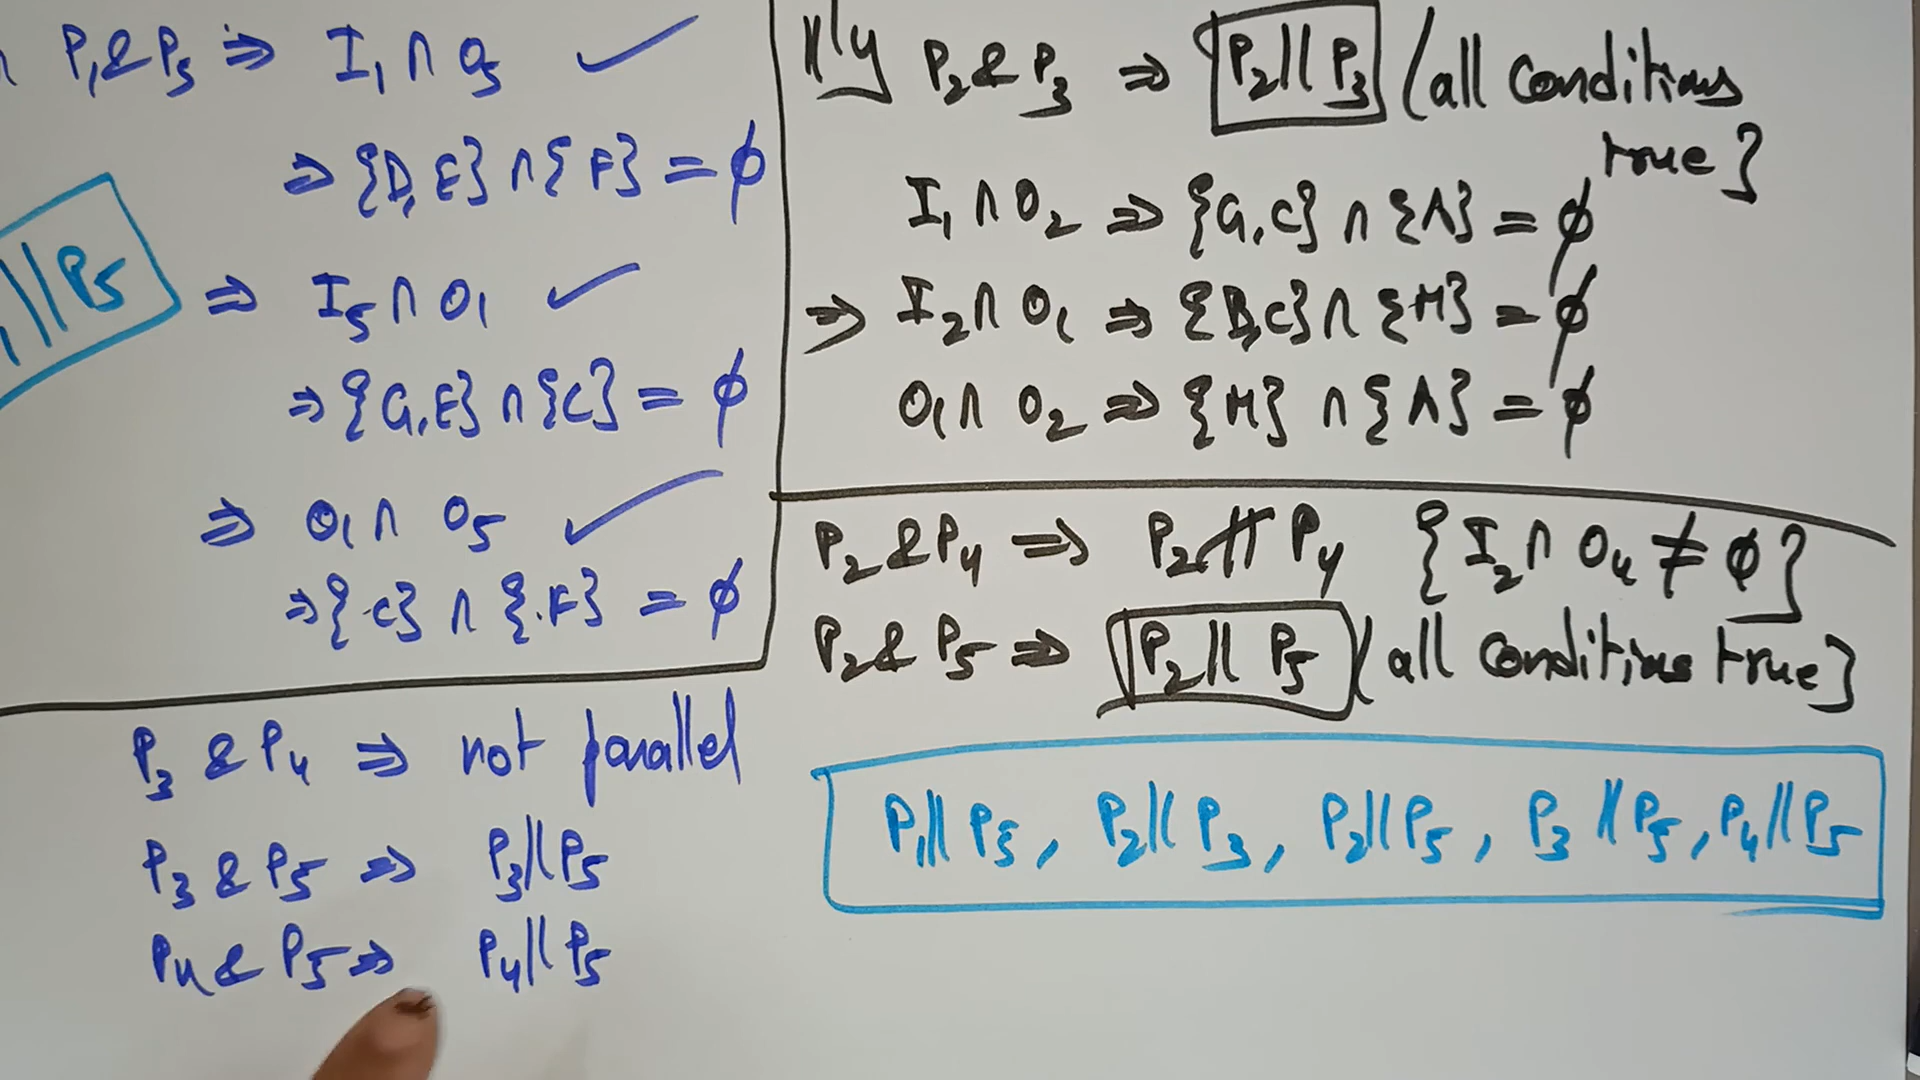 P₁ & P₅ ⇒ I₁ ∩ O₅ ✓
⇒ {D, E} ∩ {F} = ϕ
|| P₅
⇒ I₅ ∩ O₁ ✓
⇒ {G, E} ∩ {C} = ϕ
⇒ O₁ ∩ O₅ ✓
⇒ {C} ∩ {F} = ϕ
P₃ & P₄ ⇒ not parallel
P₃ & P₅ ⇒ P₃ || P₅
P₄ & P₅ ⇒ P₄ || P₅
|||ly P₂ & P₃ ⇒ P₂ || P₃ (all conditions
true}
I₁ ∩ O₂ ⇒ {G, C} ∩ {A} = ϕ
⇒ I₂ ∩ O₁ ⇒ {B, C} ∩ {M} = ϕ
O₁ ∩ O₂ ⇒ {M} ∩ {A} = ϕ
P₂ & P₄ ⇒ P₂ ∦ P₄ {I₂ ∩ O₄ ≠ ϕ}
P₂ & P₅ ⇒ P₂ || P₅ (all conditions true}
P₁ || P₅, P₂ || P₃, P₂ || P₅, P₃ || P₅, P₄ || P₅